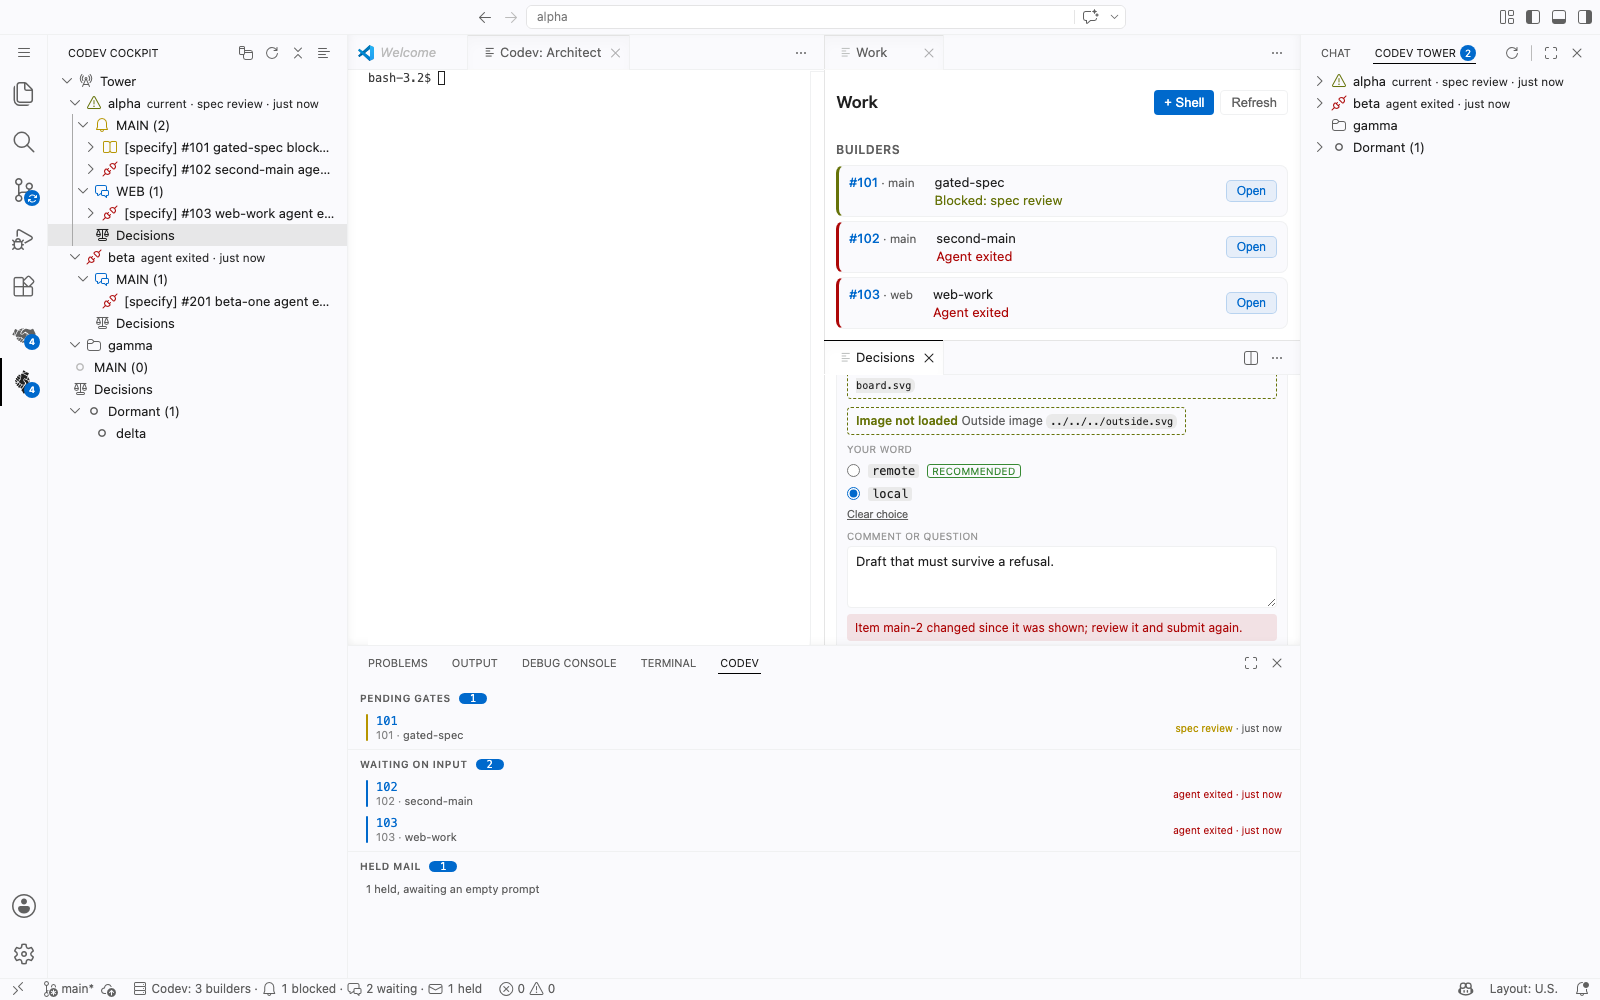 alpha
CODEV COCKPIT
Tower
alpha current · spec review · just now
MAIN (2)
[specify] #101 gated-spec block...
[specify] #102 second-main age...
WEB (1)
[specify] #103 web-work agent e...
Decisions
beta agent exited · just now
MAIN (1)
[specify] #201 beta-one agent e...
Decisions
gamma
MAIN (0)
Decisions
Dormant (1)
delta
4
4
Welcome
Codev: Architect
bash-3.2$
Work
Work
+ Shell
Refresh
BUILDERS
#101 · main gated-spec Open
Blocked: spec review
#102 · main second-main Open
Agent exited
#103 · web web-work Open
Agent exited
Decisions
board.svg
Image not loaded Outside image ../../../outside.svg
YOUR WORD
remote RECOMMENDED
local
Clear choice
COMMENT OR QUESTION
Draft that must survive a refusal.
Item main-2 changed since it was shown; review it and submit again.
CHAT
CODEV TOWER 2
alpha current · spec review · just now
beta agent exited · just now
gamma
Dormant (1)
PROBLEMS
OUTPUT
DEBUG CONSOLE
TERMINAL
CODEV
PENDING GATES 1
101
101 · gated-spec
spec review · just now
WAITING ON INPUT 2
102
102 · second-main
agent exited · just now
103
103 · web-work
agent exited · just now
HELD MAIL 1
1 held, awaiting an empty prompt
main*
Codev: 3 builders · 1 blocked · 2 waiting · 1 held
0 0
Layout: U.S.